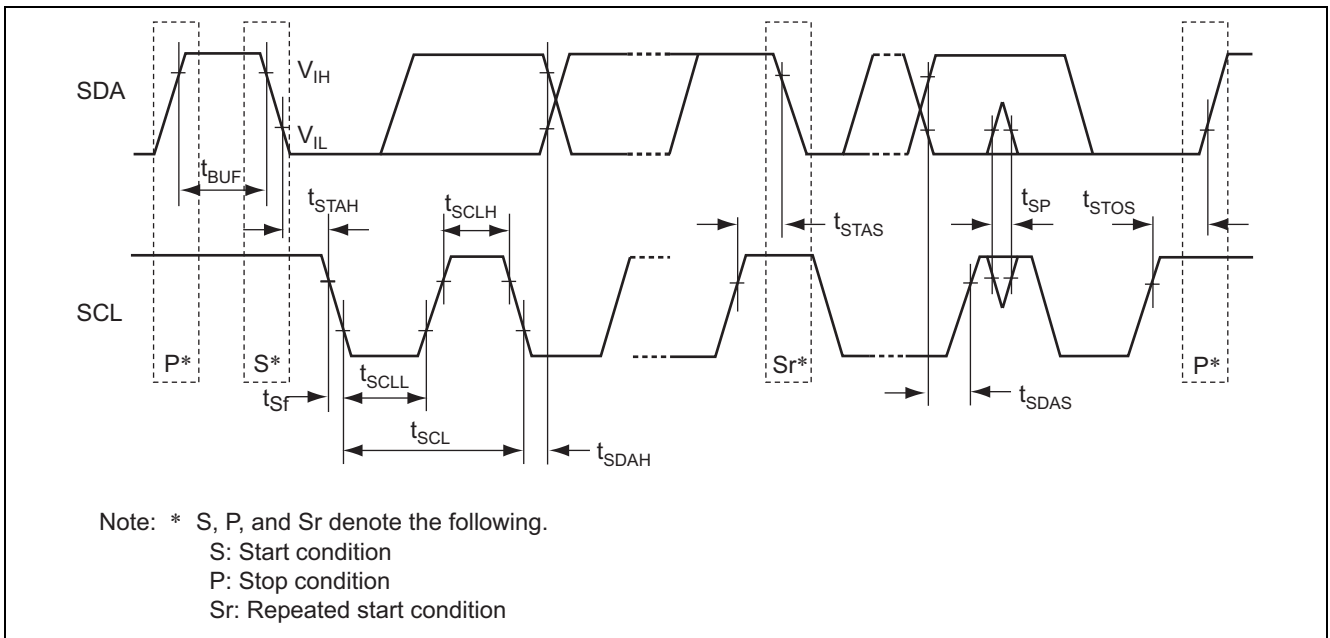 SDA
V_IH
V_IL
t_BUF
t_STAH
t_SCLH
t_STAS
t_SP
t_STOS
SCL
P*
S*
Sr*
P*
t_Sf
t_SCLL
t_SDAS
t_SCL
t_SDAH
Note: * S, P, and Sr denote the following.
S: Start condition
P: Stop condition
Sr: Repeated start condition